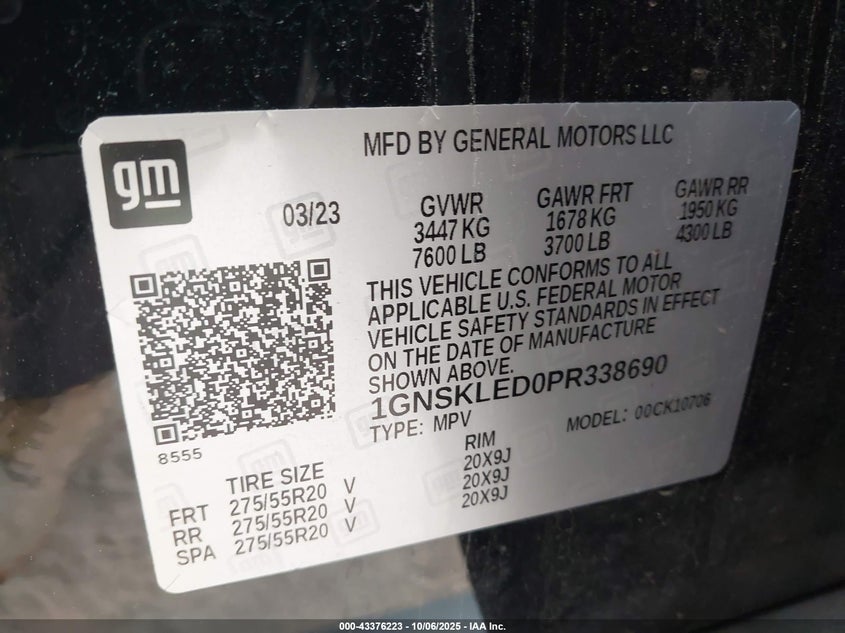 MFD BY GENERAL MOTORS LLC
gm
03/23
GVWR GAWR FRT GAWR RR
3447 KG 1678 KG 1950 KG
7600 LB 3700 LB 4300 LB
THIS VEHICLE CONFORMS TO ALL
APPLICABLE U.S. FEDERAL MOTOR
VEHICLE SAFETY STANDARDS IN EFFECT
ON THE DATE OF MANUFACTURE
SHOWN ABOVE.
1GNSKLED0PR338690
TYPE: MPV MODEL: 00CK10706
8555
TIRE SIZE RIM
FRT 275/55R20 V 20X9J
RR 275/55R20 V 20X9J
SPA 275/55R20 V 20X9J
000-43376223 - 10/06/2025 - IAA Inc.